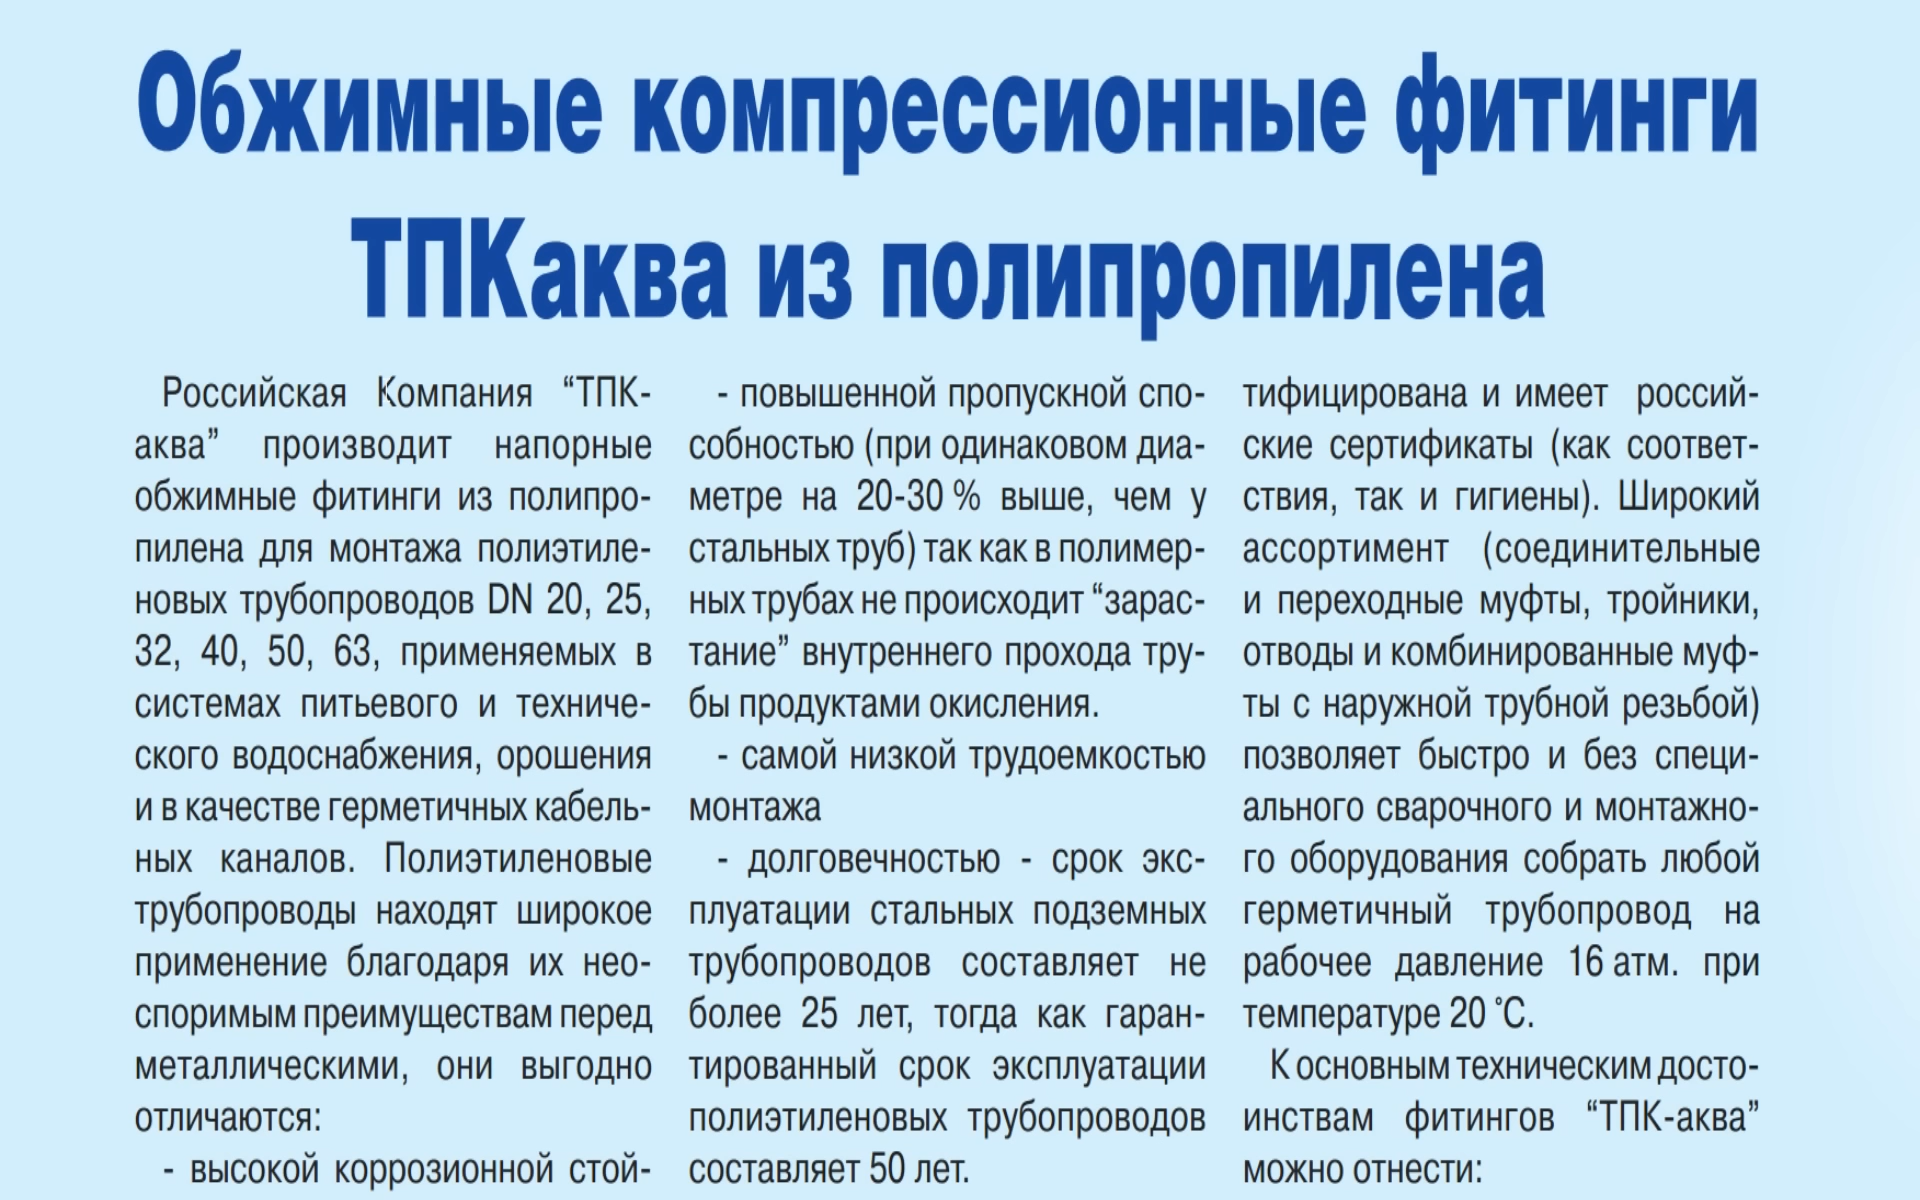 Обжимные компрессионные фитинги
ТПКаква из полипропилена
Российская Компания “ТПК-
аква” производит напорные
обжимные фитинги из полипро-
пилена для монтажа полиэтиле-
новых трубопроводов DN 20, 25,
32, 40, 50, 63, применяемых в
системах питьевого и техниче-
ского водоснабжения, орошения
и в качестве герметичных кабель-
ных каналов. Полиэтиленовые
трубопроводы находят широкое
применение благодаря их нео-
споримым преимуществам перед
металлическими, они выгодно
отличаются:
- высокой коррозионной стой-
- повышенной пропускной спо-
собностью (при одинаковом диа-
метре на 20-30 % выше, чем у
стальных труб) так как в полимер-
ных трубах не происходит “зарас-
тание” внутреннего прохода тру-
бы продуктами окисления.
- самой низкой трудоемкостью
монтажа
- долговечностью - срок экс-
плуатации стальных подземных
трубопроводов составляет не
более 25 лет, тогда как гаран-
тированный срок эксплуатации
полиэтиленовых трубопроводов
составляет 50 лет.
тифицирована и имеет россий-
ские сертификаты (как соответ-
ствия, так и гигиены). Широкий
ассортимент (соединительные
и переходные муфты, тройники,
отводы и комбинированные муф-
ты с наружной трубной резьбой)
позволяет быстро и без специ-
ального сварочного и монтажно-
го оборудования собрать любой
герметичный трубопровод на
рабочее давление 16 атм. при
температуре 20 ˚С.
К основным техническим досто-
инствам фитингов “ТПК-аква”
можно отнести: